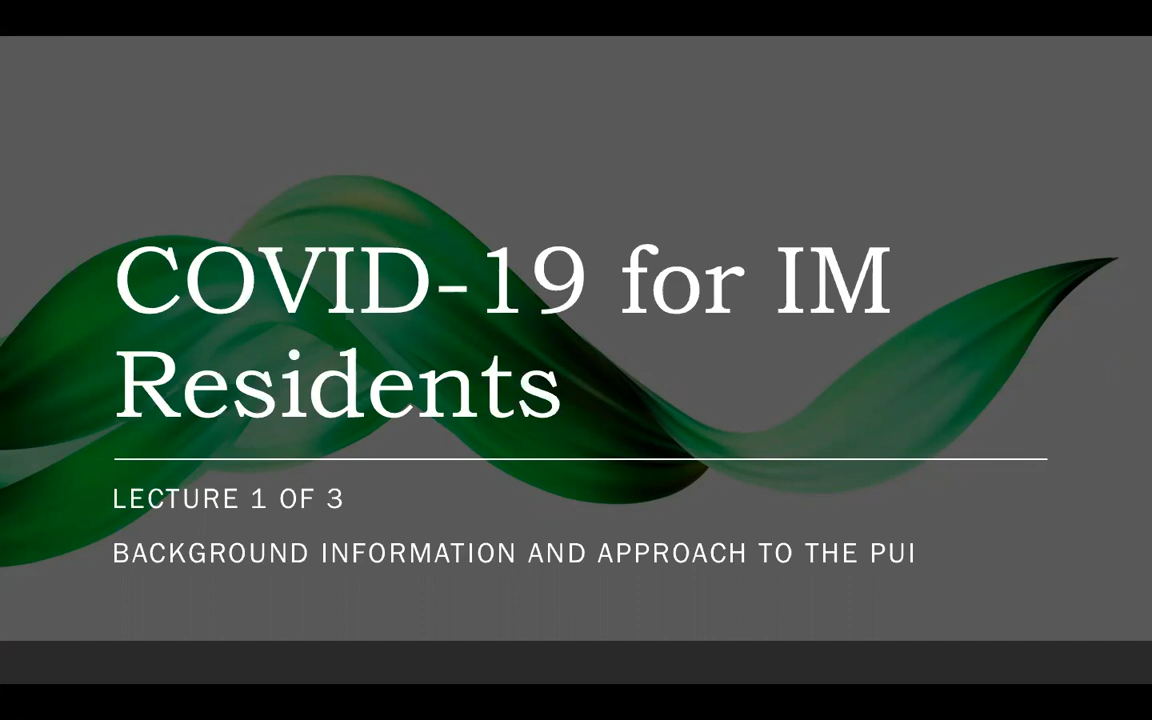 COVID-19 for IM
Residents
LECTURE 1 OF 3
BACKGROUND INFORMATION AND APPROACH TO THE PUI